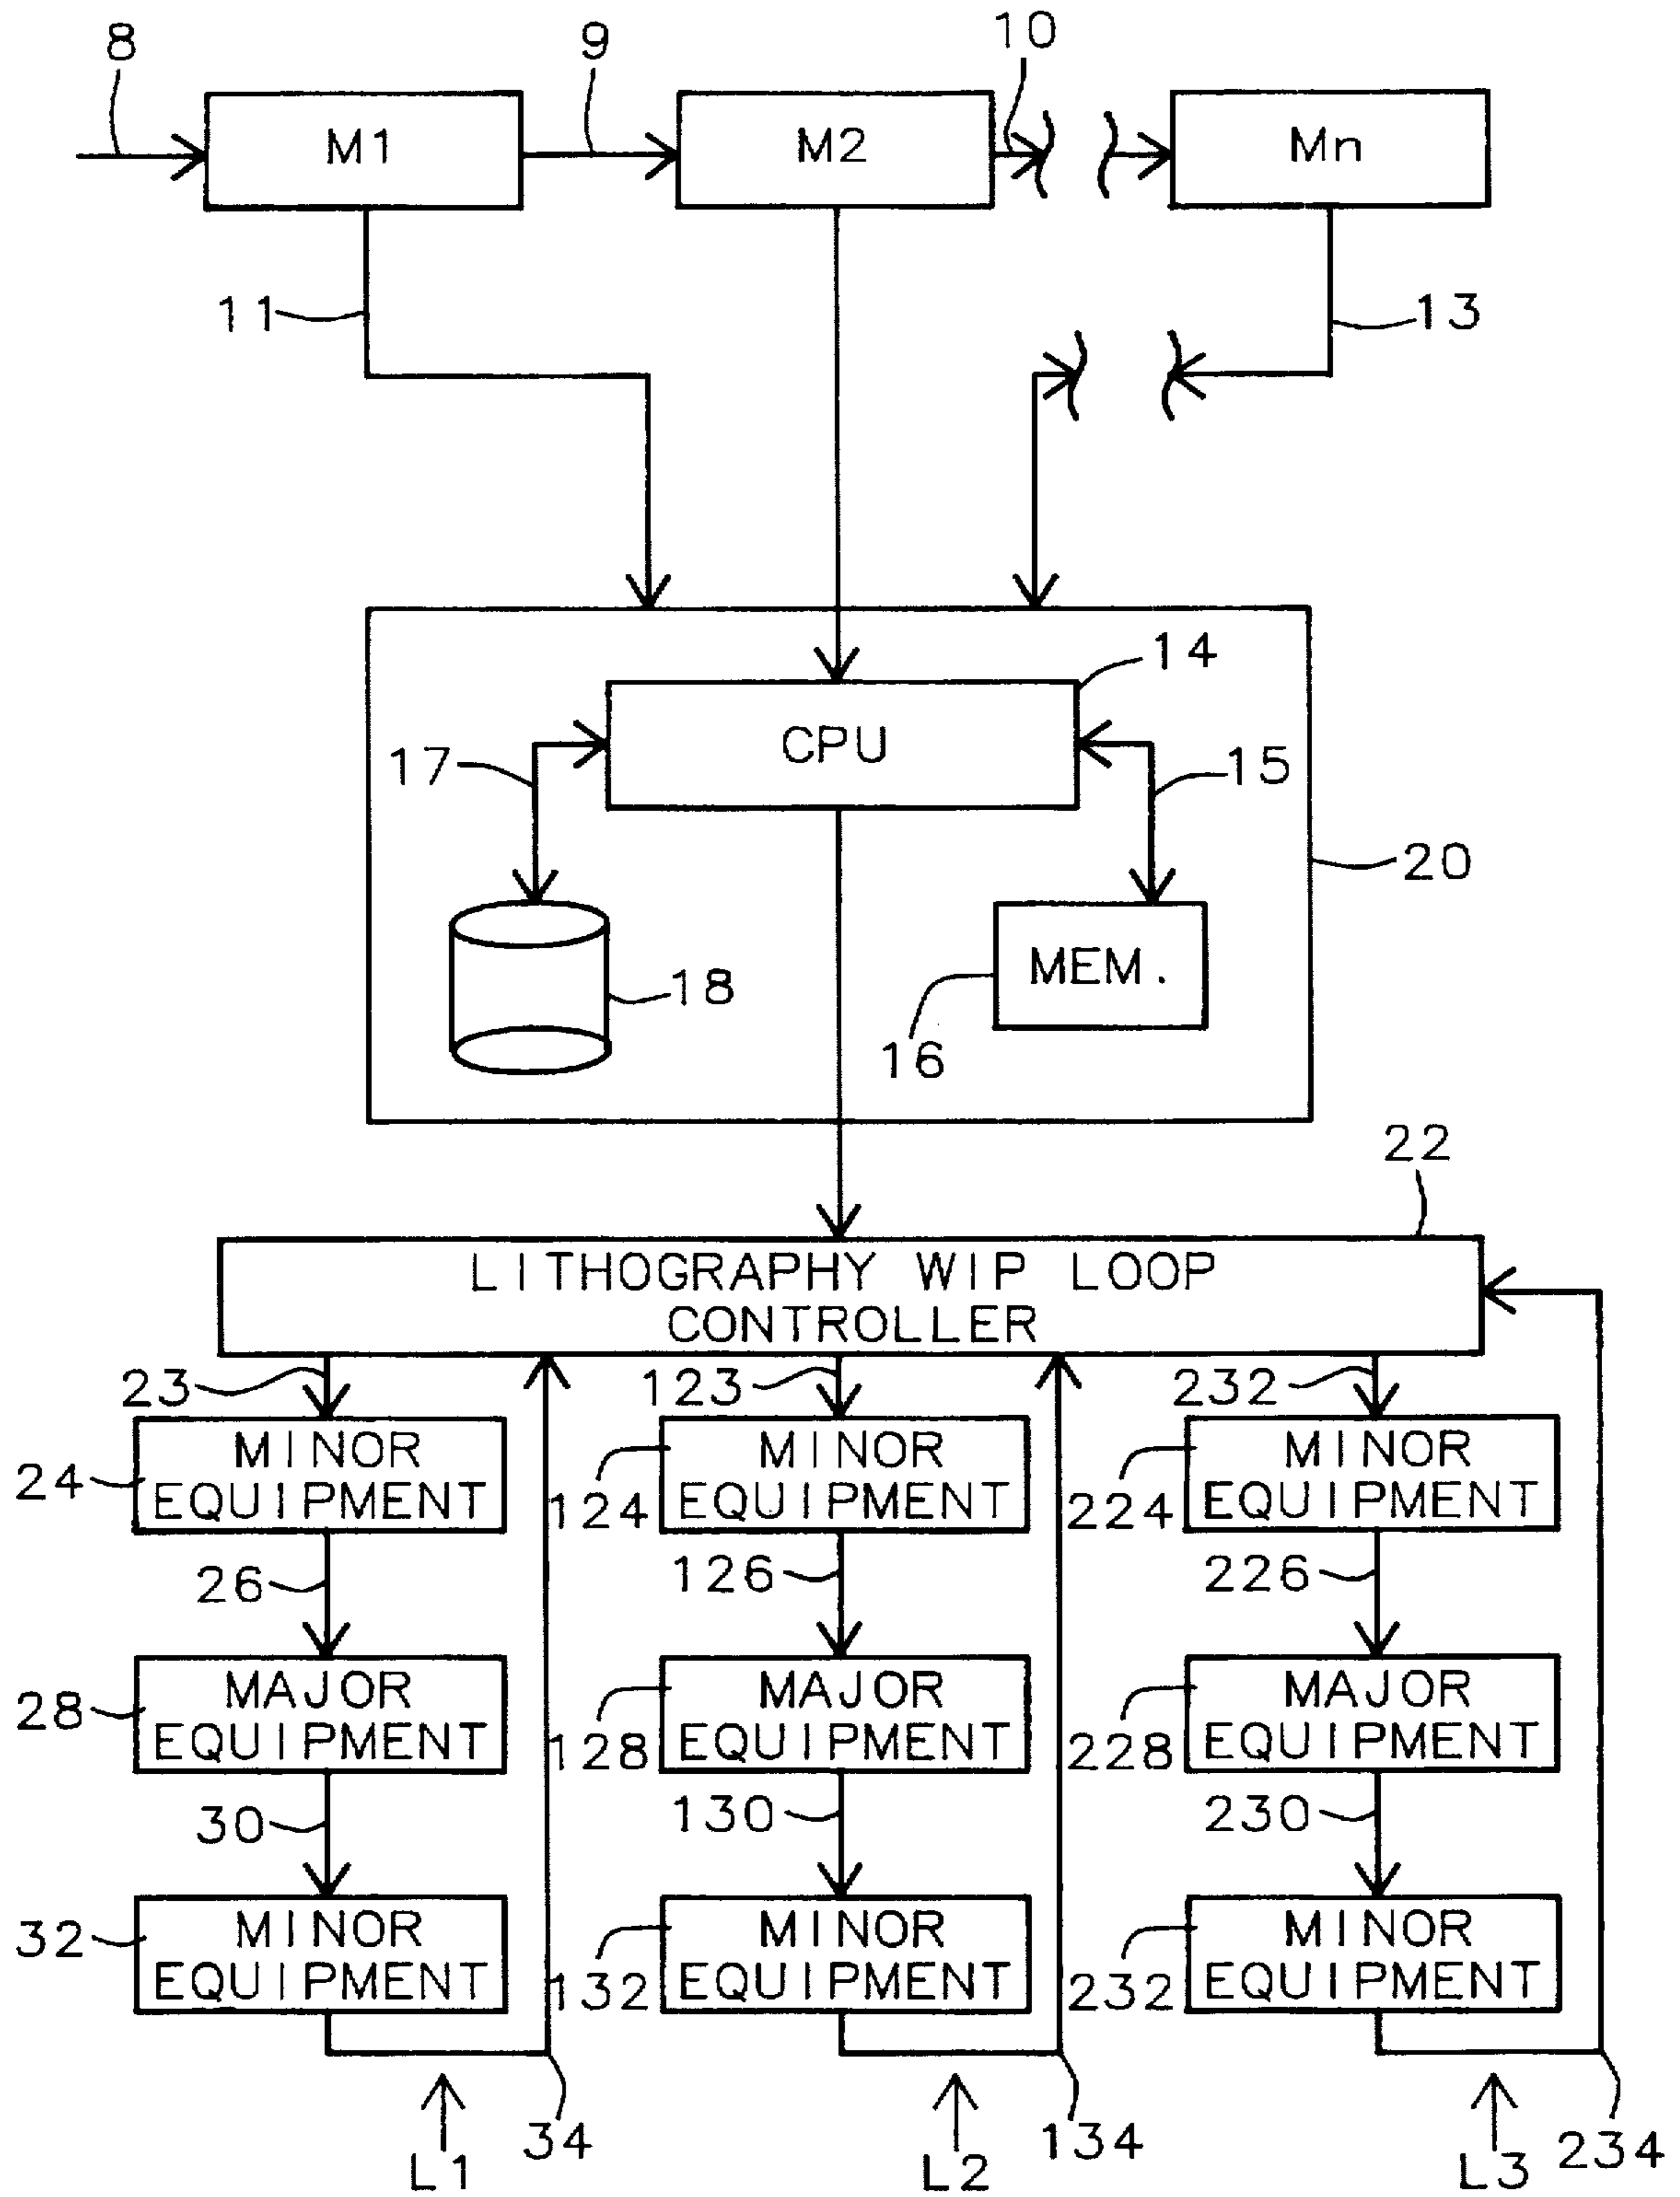 8
9
10
M1
M2
Mn
11
13
14
CPU
17
15
20
MEM.
18
16
22
LITHOGRAPHY WIP LOOP
CONTROLLER
23
123
232
MINOR
EQUIPMENT
24
MINOR
EQUIPMENT
124
MINOR
EQUIPMENT
224
26
126
226
MAJOR
EQUIPMENT
28
MAJOR
EQUIPMENT
128
MAJOR
EQUIPMENT
228
30
130
230
MINOR
EQUIPMENT
32
MINOR
EQUIPMENT
132
MINOR
EQUIPMENT
232
34
134
234
L1
L2
L3